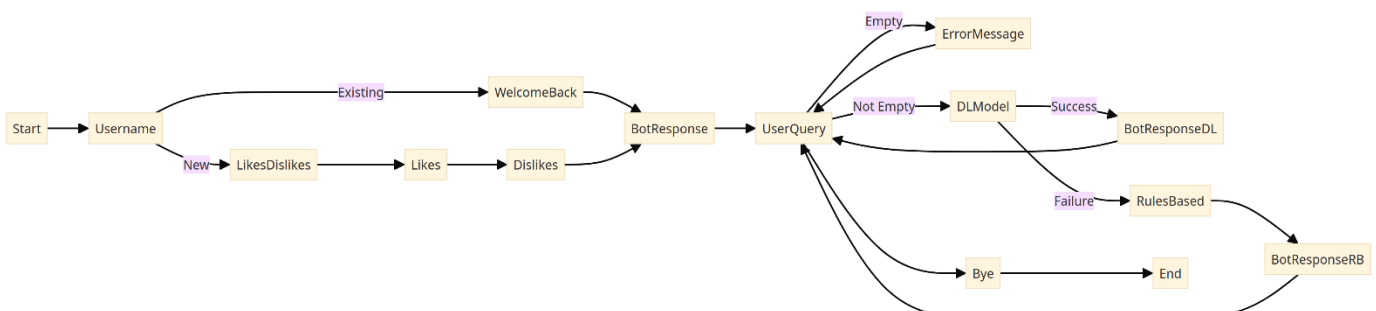 Start
Username
Existing
WelcomeBack
New
LikesDislikes
Likes
Dislikes
BotResponse
UserQuery
Empty
ErrorMessage
Not Empty
DLModel
Success
BotResponseDL
Failure
RulesBased
BotResponseRB
Bye
End